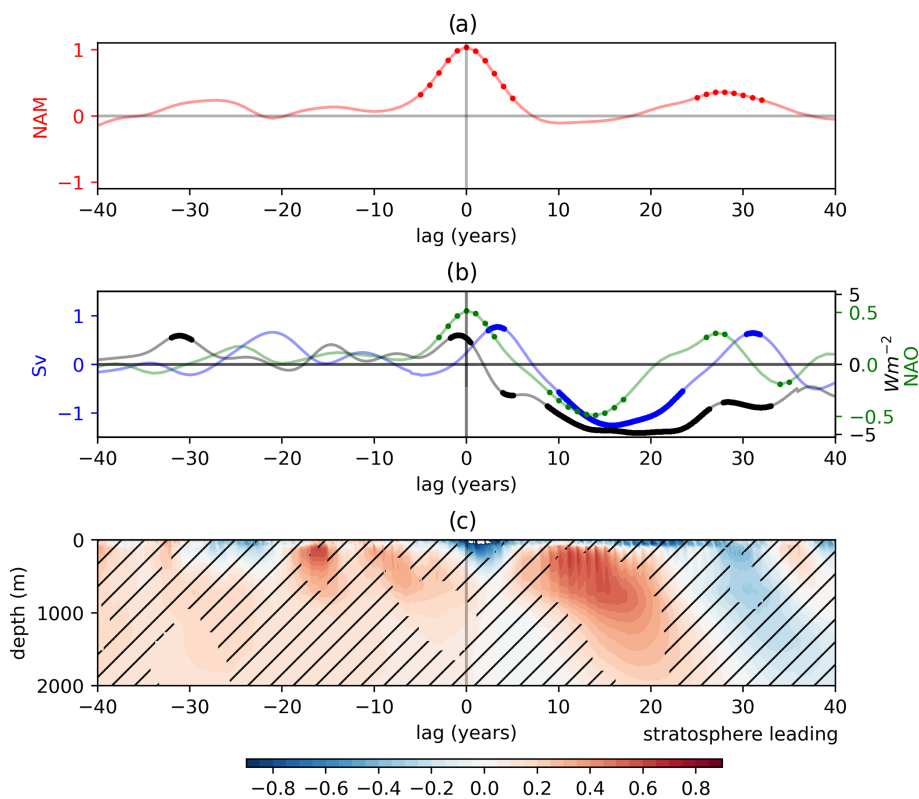 (a)
NAM
1
0
−1
−40 −30 −20 −10 0 10 20 30 40
lag (years)
(b)
Sv
1
0
−1
5
0
−5
Wm⁻²
0.5
0.0
−0.5
NAO
−40 −30 −20 −10 0 10 20 30 40
lag (years)
(c)
depth (m)
0
1000
2000
−40 −30 −20 −10 0 10 20 30 40
lag (years)
stratosphere leading
−0.8 −0.6 −0.4 −0.2 0.0 0.2 0.4 0.6 0.8